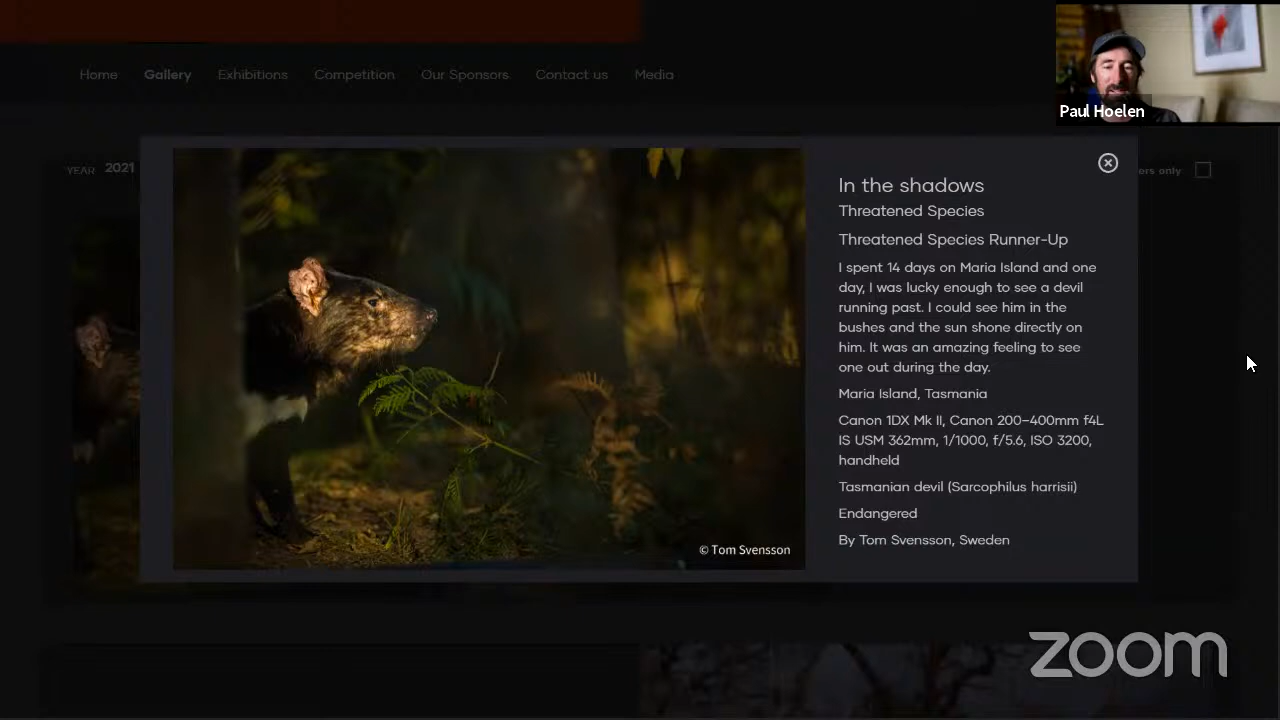 Home Gallery Exhibitions Competition Our Sponsors Contact us Media
Paul Hoelen
YEAR 2021
ers only
In the shadows
Threatened Species
Threatened Species Runner-Up
I spent 14 days on Maria Island and one
day, I was lucky enough to see a devil
running past. I could see him in the
bushes and the sun shone directly on
him. It was an amazing feeling to see
one out during the day.
Maria Island, Tasmania
Canon 1DX Mk II, Canon 200-400mm f4L
IS USM 362mm, 1/1000, f/5.6, ISO 3200,
handheld
Tasmanian devil (Sarcophilus harrisii)
Endangered
By Tom Svensson, Sweden
© Tom Svensson
zoom